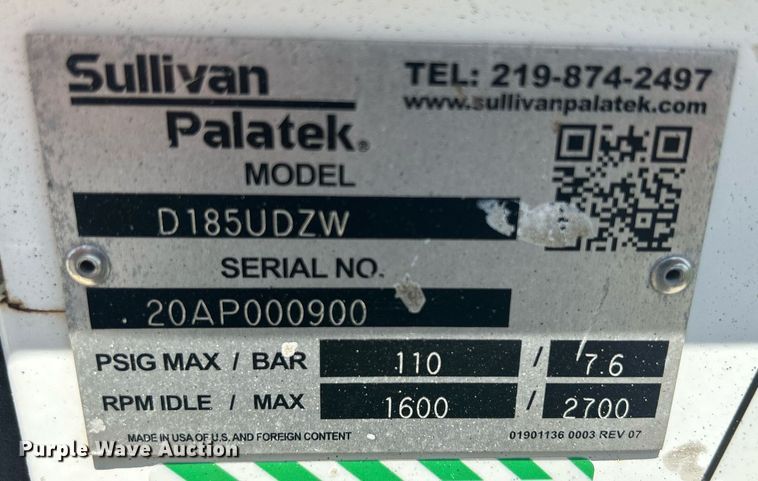 Sullivan
Palatek®
TEL: 219-874-2497
www.sullivanpalatek.com
MODEL
D185UDZW
SERIAL NO.
20AP000900
PSIG MAX / BAR 110 / 7.6
RPM IDLE / MAX 1600 / 2700
MADE IN USA OF U.S. AND FOREIGN CONTENT 01901136 0003 REV 07
Purple Wave Auction